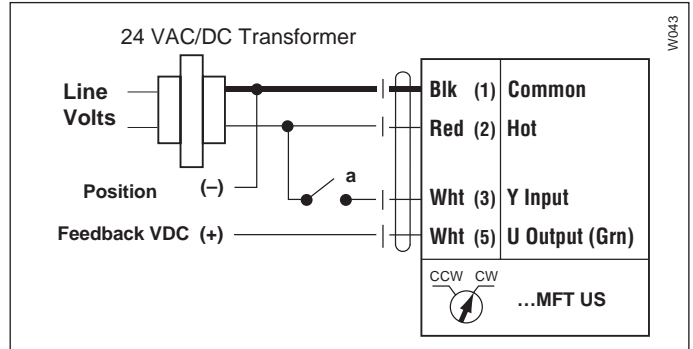 W043
24 VAC/DC Transformer
Line
Volts
Blk (1) Common
Red (2) Hot
a
Position (–)
Wht (3) Y Input
Feedback VDC (+)
Wht (5) U Output (Grn)
CCW CW
...MFT US